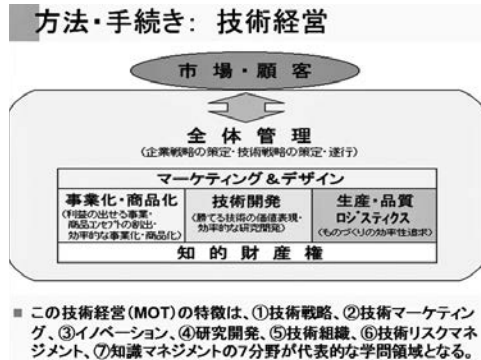 方法・手続き: 技術経営
市 場・顧 客
全 体 管 理
(企業戦略の策定・技術戦略の策定・遂行)
マーケティング&デザイン
事業化・商品化
(利益の出せる事業・
商品コンセプトの創出・
効率的な事業化・商品化)
技術開発
(勝てる技術の価値表現・
効率的な研究開発)
生産・品質
ロジスティクス
(ものづくりの効率性追求)
知 的 財 産 権
■ この技術経営(MOT)の特徴は、①技術戦略、②技術マーケティン
グ、③イノベーション、④研究開発、⑤技術組織、⑥技術リスクマネ
ジメント、⑦知識マネジメントの7分野が代表的な学問領域となる。